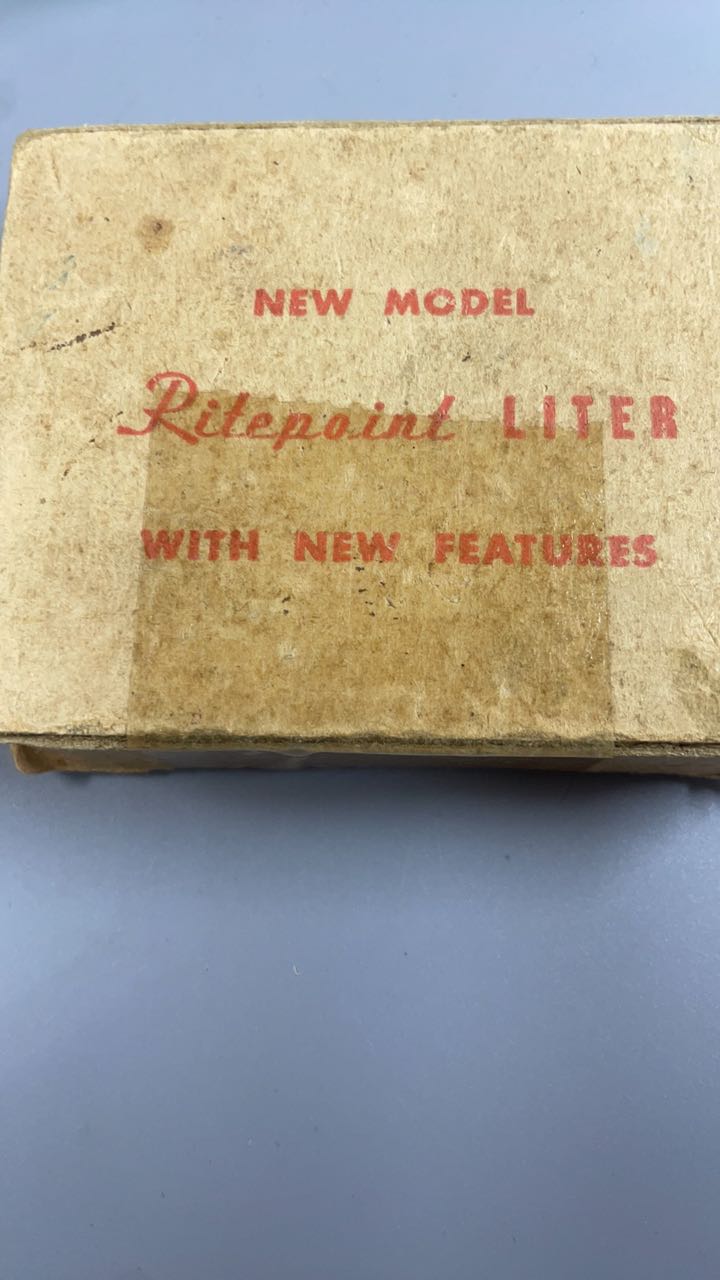 NEW MODEL
Ritepoint LITER
WITH NEW FEATURES